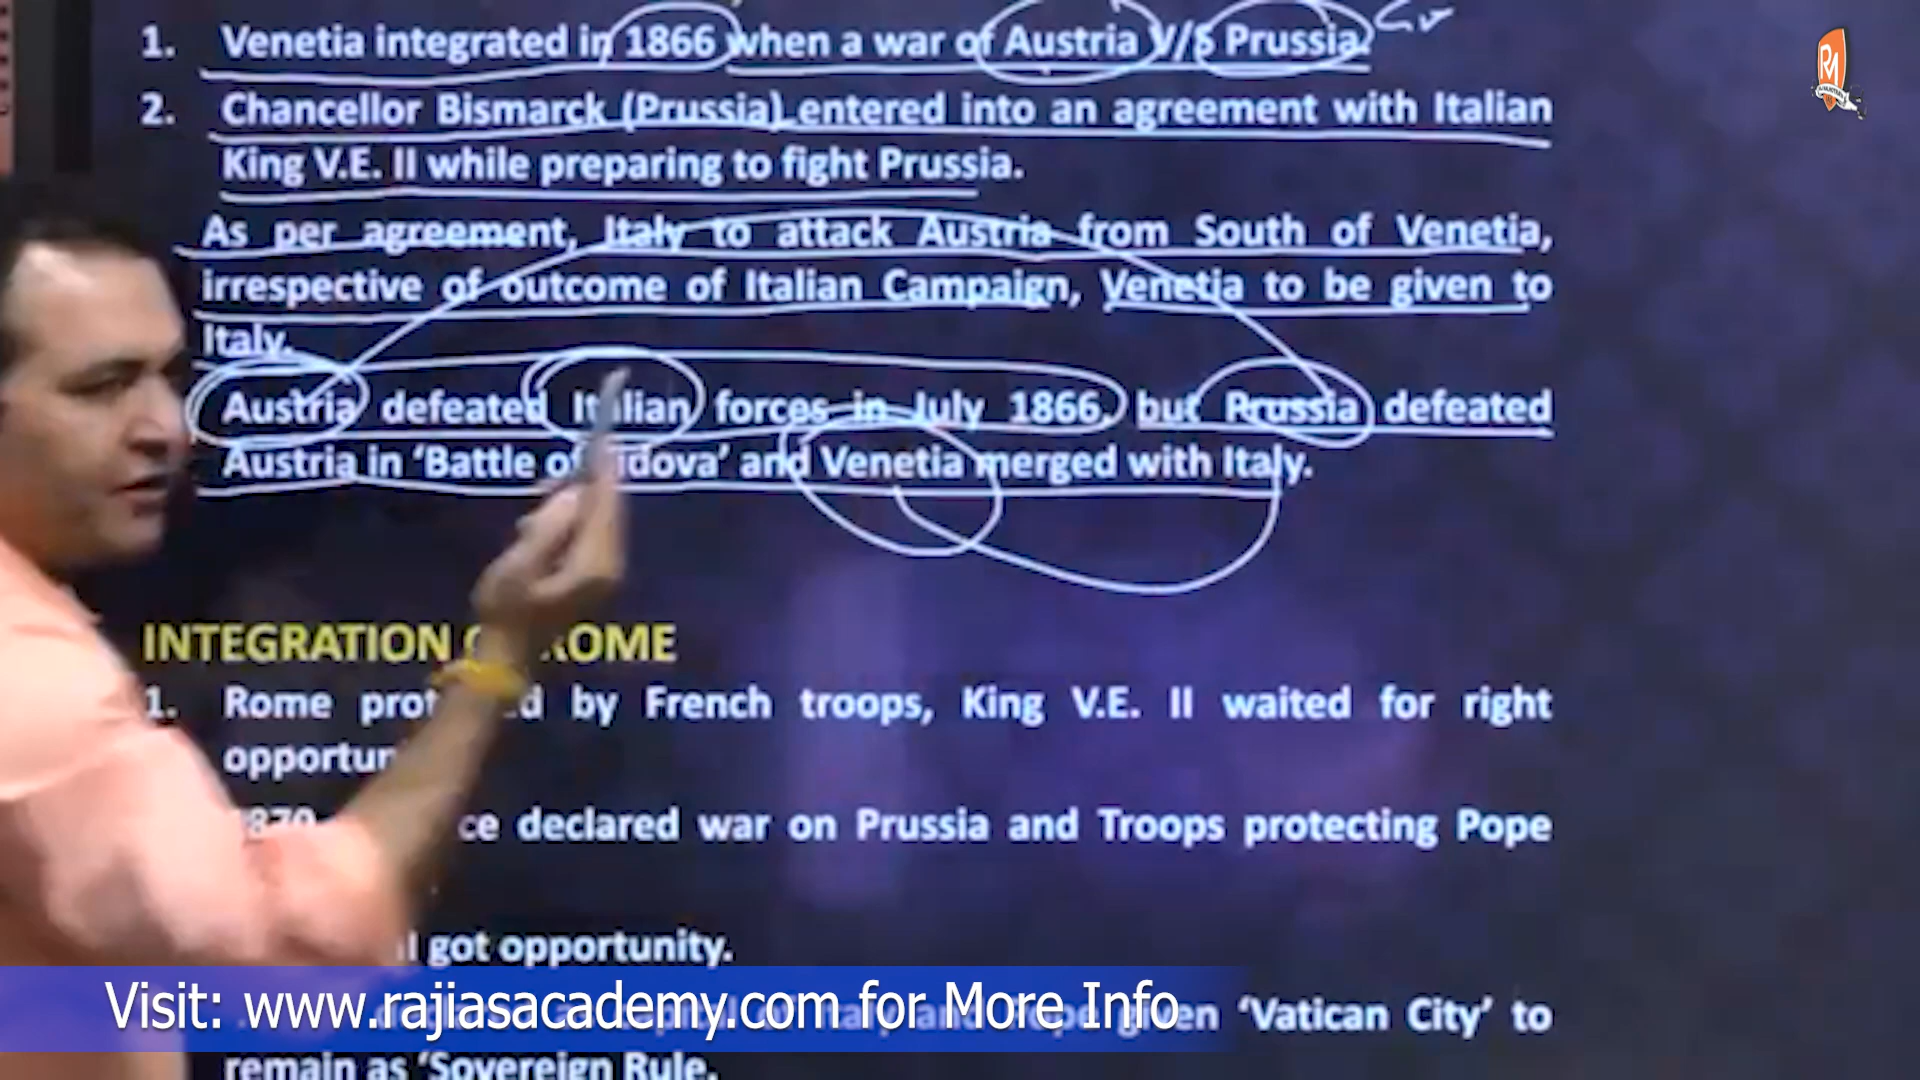 1. Venetia integrated in 1866 when a war of Austria V/S Prussia.
2. Chancellor Bismarck (Prussia) entered into an agreement with Italian
King V.E. II while preparing to fight Prussia.
As per agreement, Italy to attack Austria from South of Venetia,
irrespective of outcome of Italian Campaign, Venetia to be given to
Italy.
Austria defeated Italian forces in July 1866, but Prussia defeated
Austria in ‘Battle of dova’ and Venetia merged with Italy.
INTEGRATION ROME
1. Rome prot d by French troops, King V.E. II waited for right
opportun
1870 ce declared war on Prussia and Troops protecting Pope
got opportunity.
Visit: www.rajiasacademy.com for More Info
given ‘Vatican City’ to
remain as ‘Sovereign Rule.